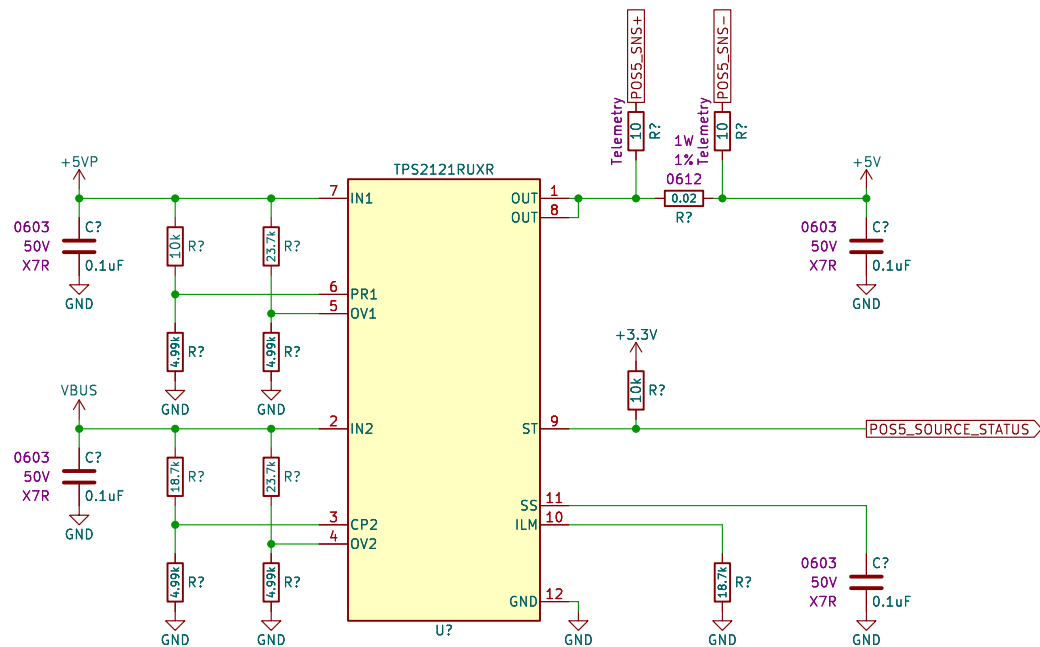 POS5_SNS+
POS5_SNS-
Telemetry
10
R?
Telemetry
10
R?
1W
1%
0612
0.02
R?
+5VP
TPS2121RUXR
+5V
7
IN1
OUT
1
OUT
8
0603
50V
X7R
C?
0.1uF
GND
10k
R?
23.7k
R?
0603
50V
X7R
C?
0.1uF
GND
6
PR1
5
OV1
4.99k
R?
4.99k
R?
GND
GND
+3.3V
10k
R?
VBUS
2
IN2
ST
9
POS5_SOURCE_STATUS
0603
50V
X7R
C?
0.1uF
GND
18.7k
R?
23.7k
R?
3
CP2
4
OV2
SS
11
ILM
10
4.99k
R?
4.99k
R?
GND
GND
GND
12
GND
18.7k
R?
GND
0603
50V
X7R
C?
0.1uF
GND
U?